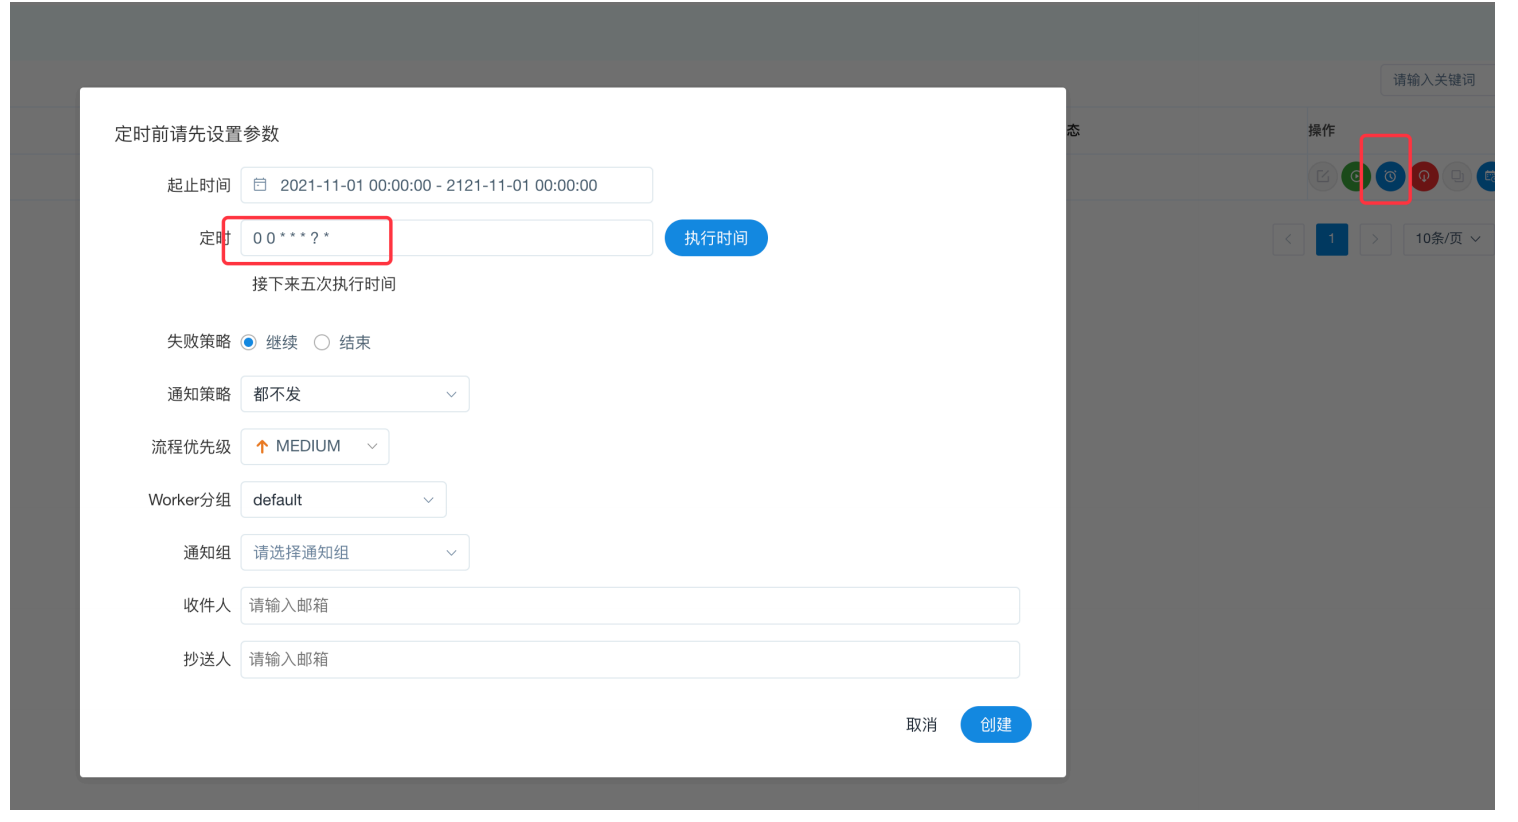 请输入关键词
定时前请先设置参数
态
操作
起止时间 2021-11-01 00:00:00 - 2121-11-01 00:00:00
定时 0 0 * * * ? * 执行时间
1 10条/页
接下来五次执行时间
失败策略 继续 结束
通知策略 都不发
流程优先级 MEDIUM
Worker分组 default
通知组 请选择通知组
收件人 请输入邮箱
抄送人 请输入邮箱
取消 创建